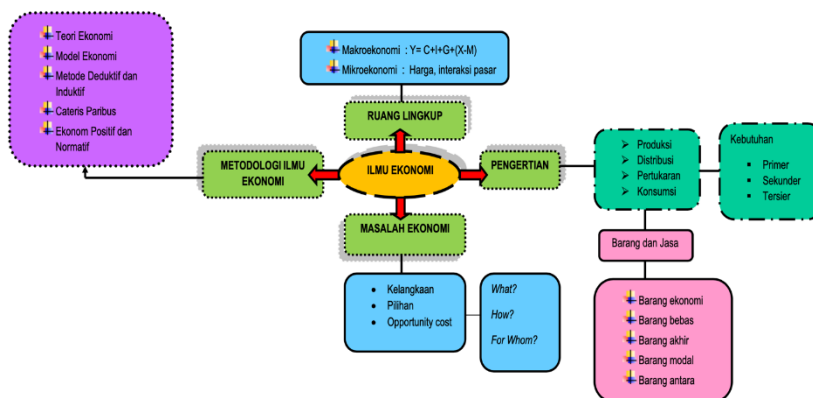 Teori Ekonomi
Model Ekonomi
Metode Deduktif dan
Induktif
Cateris Paribus
Ekonom Positif dan
Normatif
Makroekonomi : Y= C+I+G+(X-M)
Mikroekonomi : Harga, interaksi pasar
RUANG LINGKUP
METODOLOGI ILMU
EKONOMI
ILMU EKONOMI
PENGERTIAN
Produksi
Distribusi
Pertukaran
Konsumsi
Kebutuhan
Primer
Sekunder
Tersier
MASALAH EKONOMI
Kelangkaan
Pilihan
Opportunity cost
What?
How?
For Whom?
Barang dan Jasa
Barang ekonomi
Barang bebas
Barang akhir
Barang modal
Barang antara